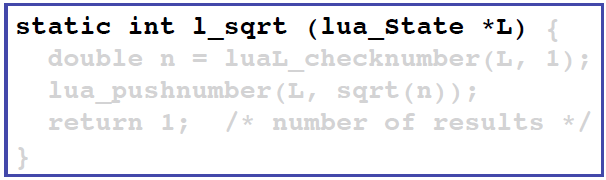 static int l_sqrt (lua_State *L) {
  double n = luaL_checknumber(L, 1);
  lua_pushnumber(L, sqrt(n));
  return 1;  /* number of results */
}